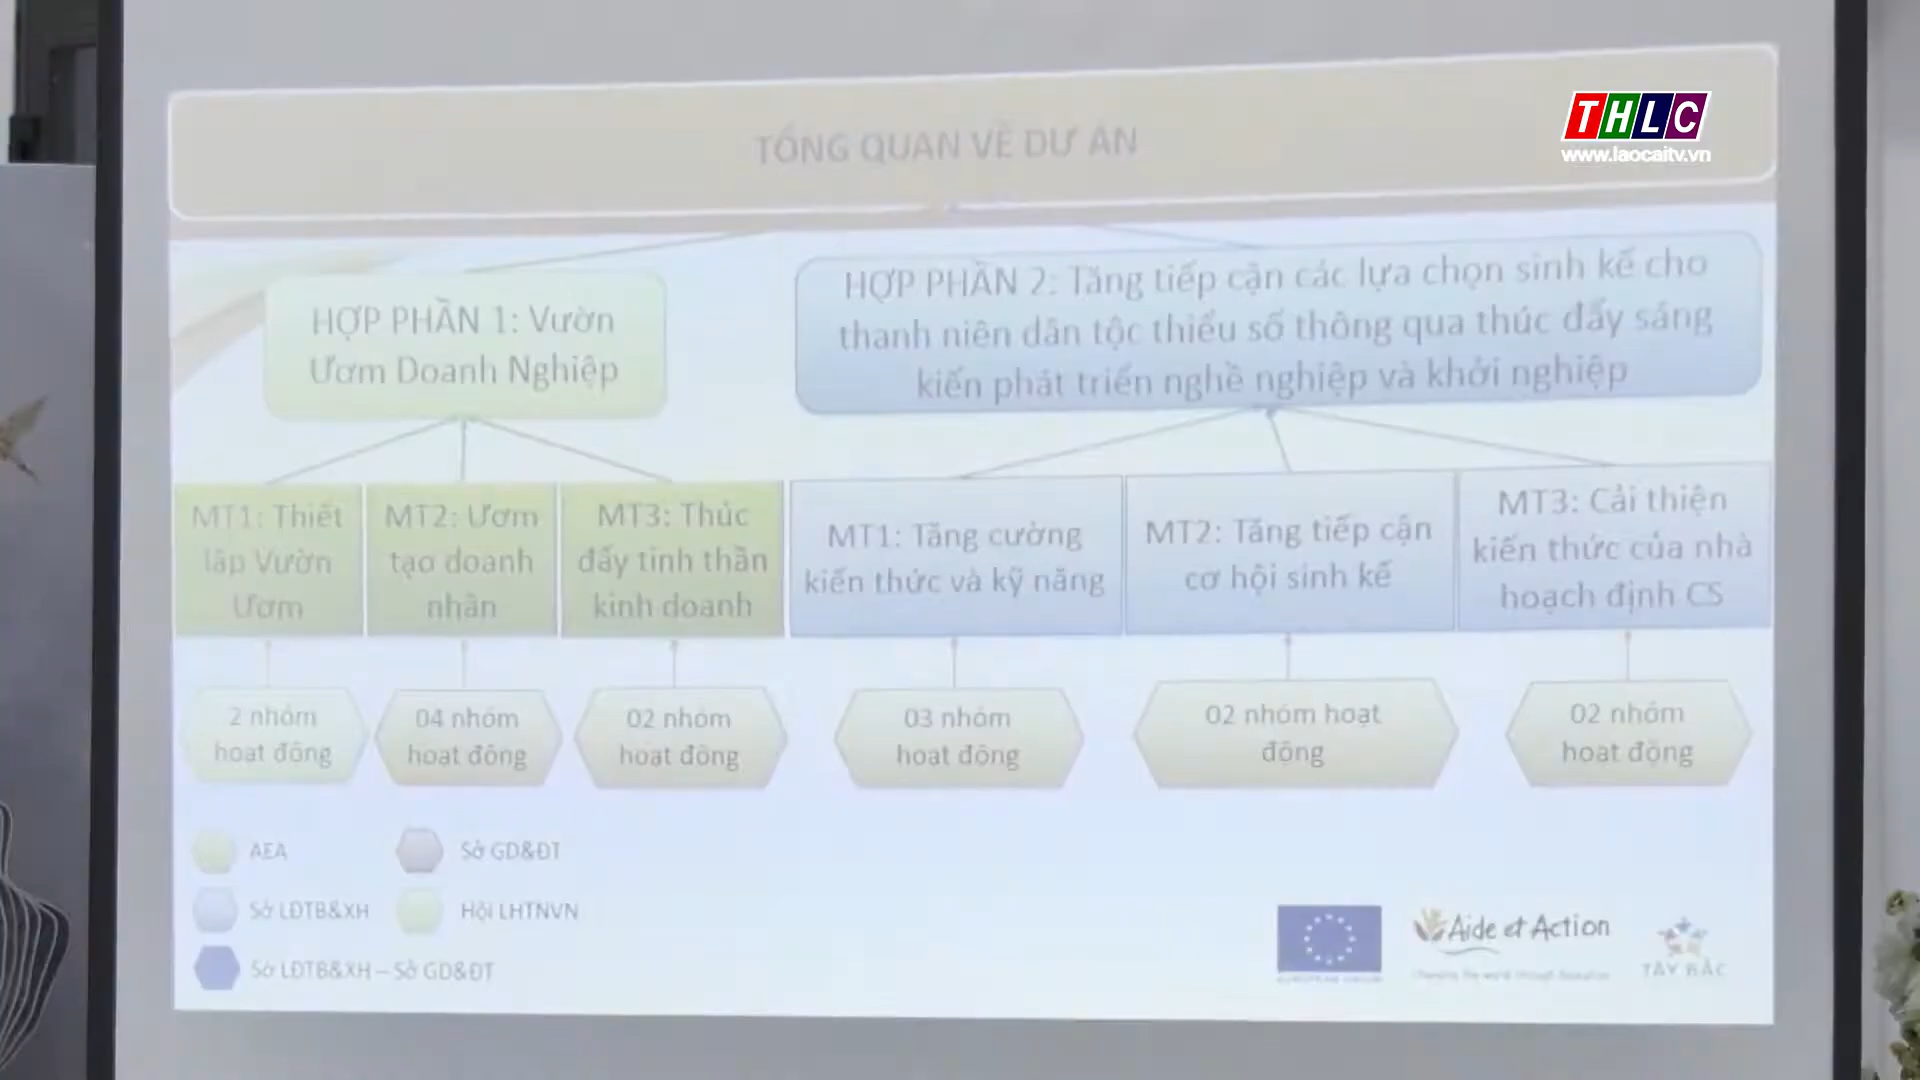 THLC
www.laocaitv.vn
TỔNG QUAN VỀ DỰ ÁN
HỢP PHẦN 1: Vườn
Ươm Doanh Nghiệp
HỢP PHẦN 2: Tăng tiếp cận các lựa chọn sinh kế cho
thanh niên dân tộc thiểu số thông qua thúc đẩy sáng
kiến phát triển nghề nghiệp và khởi nghiệp
MT1: Thiết
lập Vườn
Ươm
MT2: Ươm
tạo doanh
nhân
MT3: Thúc
đẩy tinh thần
kinh doanh
MT1: Tăng cường
kiến thức và kỹ năng
MT2: Tăng tiếp cận
cơ hội sinh kế
MT3: Cải thiện
kiến thức của nhà
hoạch định CS
2 nhóm
hoạt động
04 nhóm
hoạt động
02 nhóm
hoạt động
03 nhóm
hoạt động
02 nhóm hoạt
động
02 nhóm
hoạt động
AEA
Sở GD&ĐT
Sở LĐTB&XH
Hội LHTNVN
Sở LĐTB&XH – Sở GD&ĐT
EUROPEAN UNION
Aide et Action
Changing the world through Education
TÂY BẮC